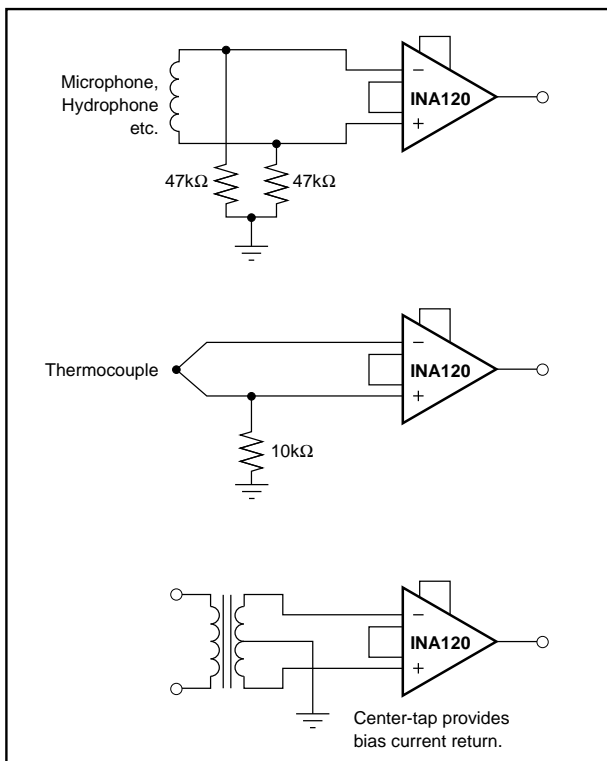 Microphone,
Hydrophone
etc.
−
INA120
+
47kΩ
47kΩ
Thermocouple
−
INA120
+
10kΩ
−
INA120
+
Center-tap provides
bias current return.